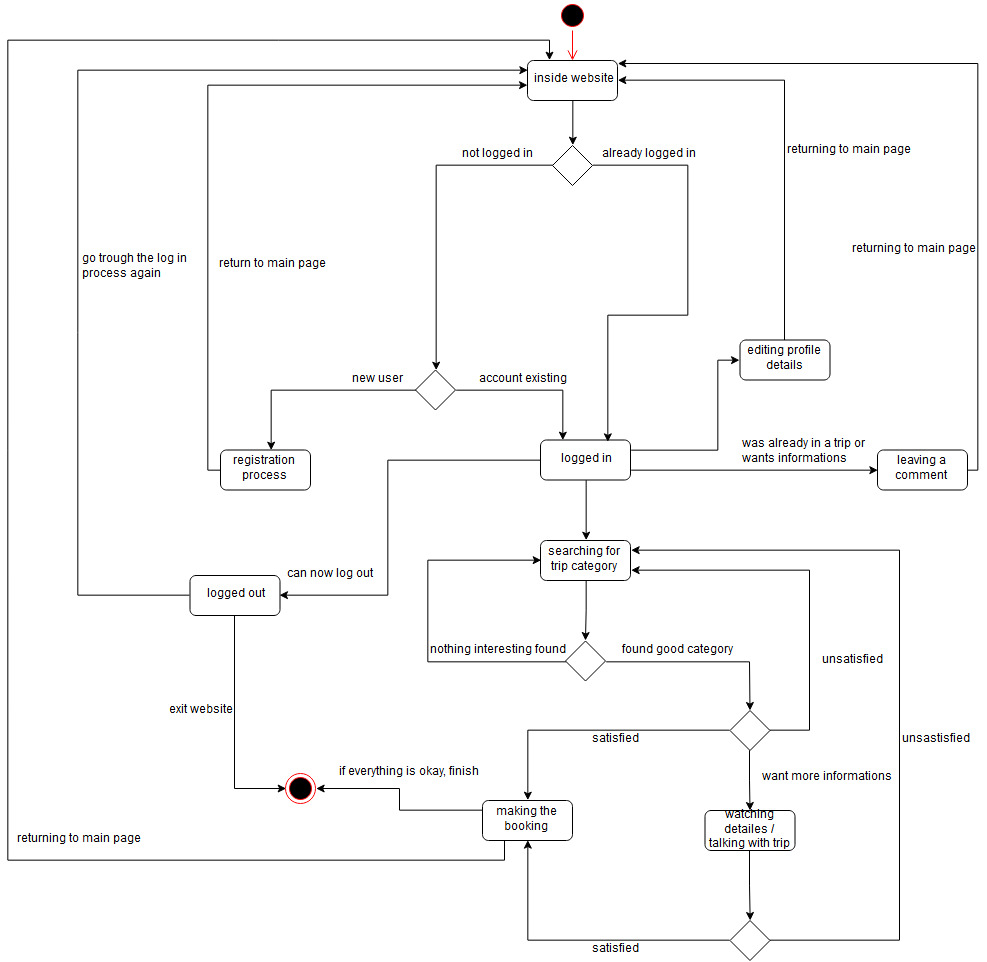 inside website
not logged in
already logged in
returning to main page
returning to main page
go trough the log in
process again
return to main page
editing profile
details
new user
account existing
was already in a trip or
wants informations
registration
process
logged in
leaving a
comment
searching for
trip category
can now log out
logged out
nothing interesting found
found good category
unsatisfied
exit website
satisfied
unsastisfied
if everything is okay, finish
want more informations
making the
booking
watching
detailes /
talking with trip
returning to main page
satisfied